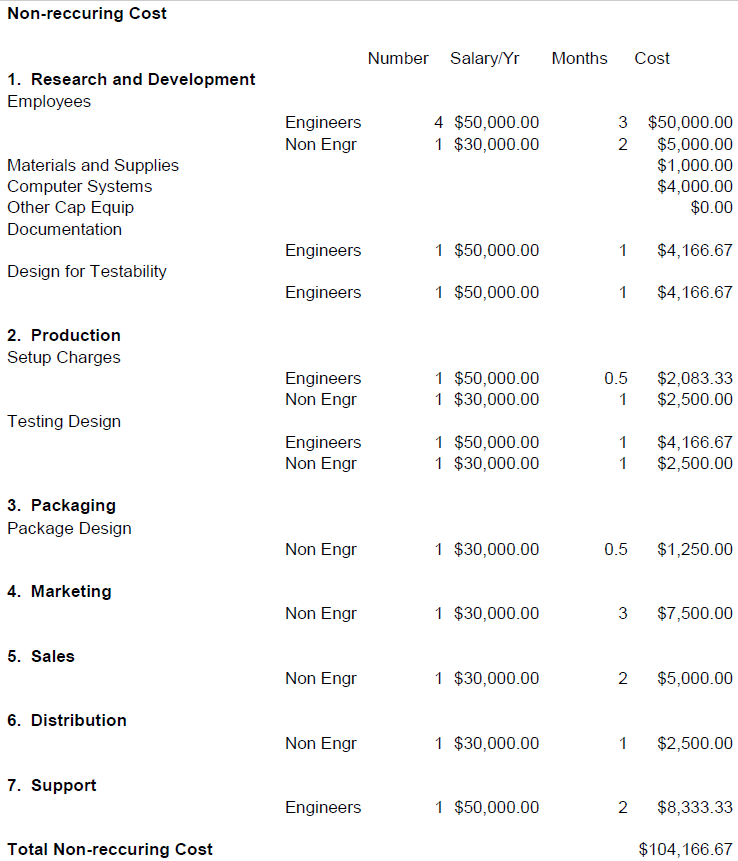 Non-reccuring Cost
Number Salary/Yr Months Cost
1. Research and Development
Employees
Engineers 4 $50,000.00 3 $50,000.00
Non Engr 1 $30,000.00 2 $5,000.00
Materials and Supplies $1,000.00
Computer Systems $4,000.00
Other Cap Equip $0.00
Documentation
Engineers 1 $50,000.00 1 $4,166.67
Design for Testability
Engineers 1 $50,000.00 1 $4,166.67
2. Production
Setup Charges
Engineers 1 $50,000.00 0.5 $2,083.33
Non Engr 1 $30,000.00 1 $2,500.00
Testing Design
Engineers 1 $50,000.00 1 $4,166.67
Non Engr 1 $30,000.00 1 $2,500.00
3. Packaging
Package Design
Non Engr 1 $30,000.00 0.5 $1,250.00
4. Marketing
Non Engr 1 $30,000.00 3 $7,500.00
5. Sales
Non Engr 1 $30,000.00 2 $5,000.00
6. Distribution
Non Engr 1 $30,000.00 1 $2,500.00
7. Support
Engineers 1 $50,000.00 2 $8,333.33
Total Non-reccuring Cost $104,166.67